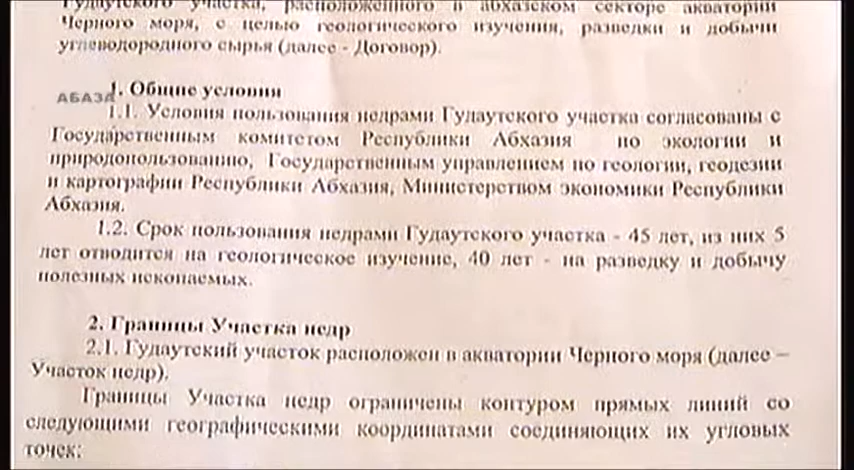 Гудаутского участка, расположенного в абхазском секторе акватории
Черного моря, с целью геологического изучения, разведки и добычи
углеводородного сырья (далее - Договор).
1. Общие условия
АБАЗА
1.1. Условия пользования недрами Гудаутского участка согласованы с
Государственным комитетом Республики Абхазия по экологии и
природопользованию, Государственным управлением по геологии, геодезии
и картографии Республики Абхазия, Министерством экономики Республики
Абхазия.
1.2. Срок пользования недрами Гудаутского участка - 45 лет, из них 5
лет отводится на геологическое изучение, 40 лет - на разведку и добычу
полезных ископаемых.
2. Границы Участка недр
2.1. Гудаутский участок расположен в акватории Черного моря (далее –
Участок недр).
Границы Участка недр ограничены контуром прямых линий со
следующими географическими координатами соединяющих их угловых
точек: